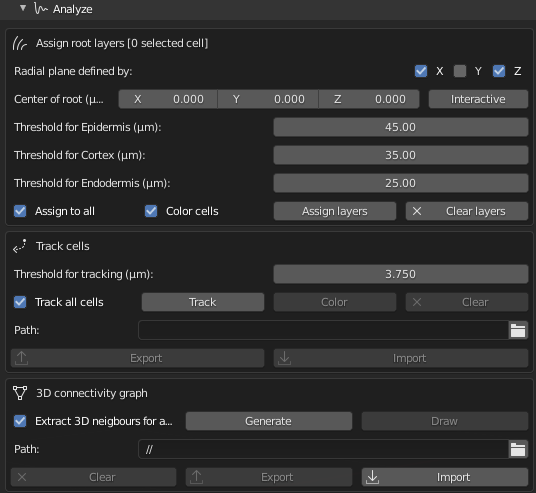 Analyze
Assign root layers [0 selected cell]
Radial plane defined by: X Y Z
Center of root (µ... X 0.000 Y 0.000 Z 0.000 Interactive
Threshold for Epidermis (µm): 45.00
Threshold for Cortex (µm): 35.00
Threshold for Endodermis (µm): 25.00
Assign to all Color cells Assign layers Clear layers
Track cells
Threshold for tracking (µm): 3.750
Track all cells Track Color Clear
Path:
Export Import
3D connectivity graph
Extract 3D neigbours for a... Generate Draw
Path: //
Clear Export Import